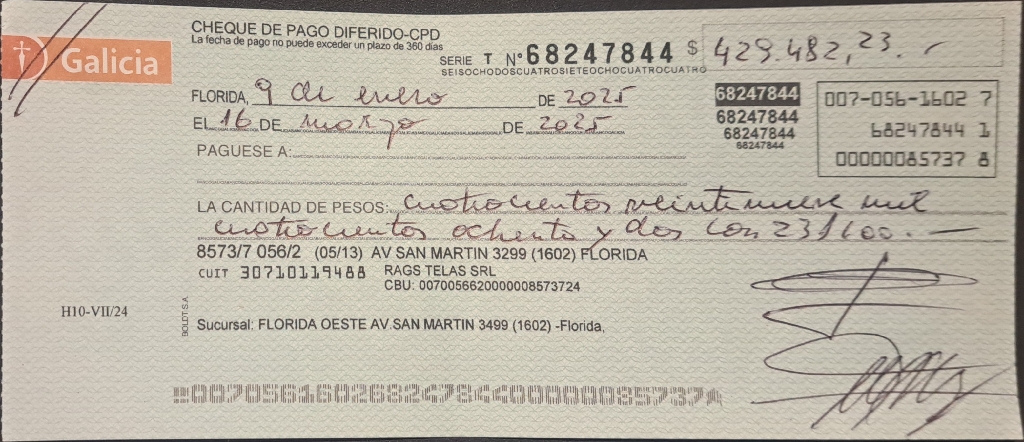 CHEQUE DE PAGO DIFERIDO-CPD
La fecha de pago no puede exceder un plazo de 360 días
Galicia
SERIE T Nº 68247844 $ 429.482,23.-
SEISOCHODOSCUATROSIETEOCHOCUATROCUATRO
FLORIDA, 9 de enero DE 2025
EL 16 DE marzo DE 2025
68247844
68247844
68247844
68247844
007-056-1602 7
68247844 1
00000085737 8
PAGUESE A:
LA CANTIDAD DE PESOS: cuatrocientos veintinueve mil
cuatrocientos ochenta y dos con 23/100.-
8573/7 056/2 (05/13) AV SAN MARTIN 3299 (1602) FLORIDA
CUIT 30710119488 RAGS TELAS SRL
CBU: 0070056620000008573724
H10-VII/24
BOLDT S.A.
Sucursal: FLORIDA OESTE AV.SAN MARTIN 3499 (1602) -Florida,
00705616026824784400000085737